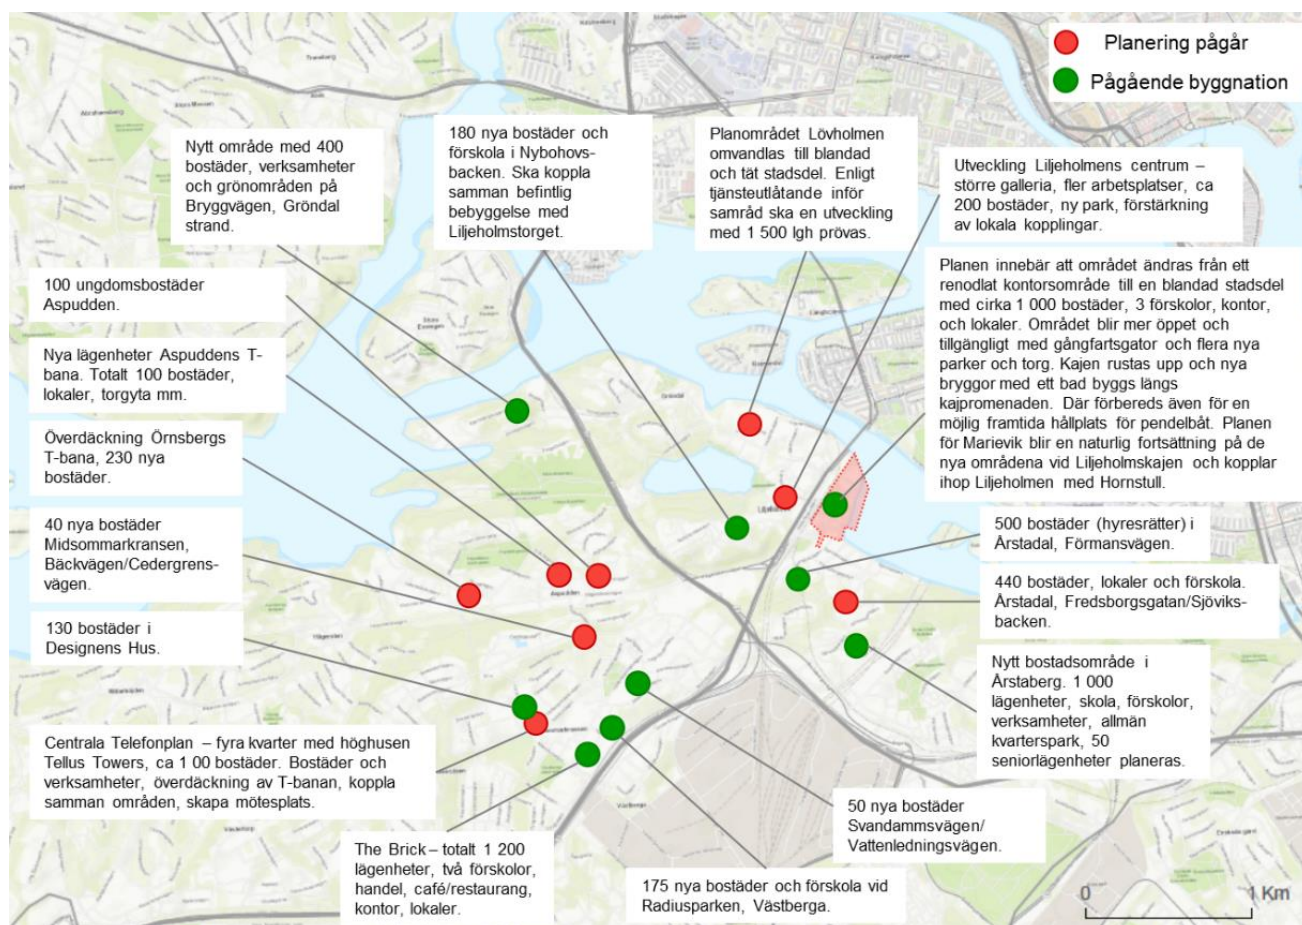 Planering pågår
Pågående byggnation
Nytt område med 400
bostäder, verksamheter
och grönområden på
Bryggvägen, Gröndal
strand.
180 nya bostäder och
förskola i Nybohovs-
backen. Ska koppla
samman befintlig
bebyggelse med
Liljeholmstorget.
Planområdet Lövholmen
omvandlas till blandad
och tät stadsdel. Enligt
tjänsteutlåtande inför
samråd ska en utveckling
med 1 500 lgh prövas.
Utveckling Liljeholmens centrum –
större galleria, fler arbetsplatser, ca
200 bostäder, ny park, förstärkning
av lokala kopplingar.
Planen innebär att området ändras från ett
renodlat kontorsområde till en blandad stadsdel
med cirka 1 000 bostäder, 3 förskolor, kontor,
och lokaler. Området blir mer öppet och
tillgängligt med gångfartsgator och flera nya
parker och torg. Kajen rustas upp och nya
bryggor med ett bad byggs längs
kajpromenaden. Där förbereds även för en
möjlig framtida hållplats för pendelbåt. Planen
för Marievik blir en naturlig fortsättning på de
nya områdena vid Liljeholmskajen och kopplar
ihop Liljeholmen med Hornstull.
100 ungdomsbostäder
Aspudden.
Nya lägenheter Aspuddens T-
bana. Totalt 100 bostäder,
lokaler, torgyta mm.
Överdäckning Örnsbergs
T-bana, 230 nya
bostäder.
40 nya bostäder
Midsommarkransen,
Bäckvägen/Cedergrens-
vägen.
130 bostäder i
Designens Hus.
Centrala Telefonplan – fyra kvarter med höghusen
Tellus Towers, ca 1 00 bostäder. Bostäder och
verksamheter, överdäckning av T-banan, koppla
samman områden, skapa mötesplats.
The Brick – totalt 1 200
lägenheter, två förskolor,
handel, café/restaurang,
kontor, lokaler.
175 nya bostäder och förskola vid
Radiusparken, Västberga.
50 nya bostäder
Svandammsvägen/
Vattenledningsvägen.
500 bostäder (hyresrätter) i
Årstadal, Förmansvägen.
440 bostäder, lokaler och förskola.
Årstadal, Fredsborgsgatan/Sjöviks-
backen.
Nytt bostadsområde i
Årstaberg. 1 000
lägenheter, skola, förskolor,
verksamheter, allmän
kvarterspark, 50
seniorlägenheter planeras.
Gröndal
Aspudden
Västberga
0 1 Km